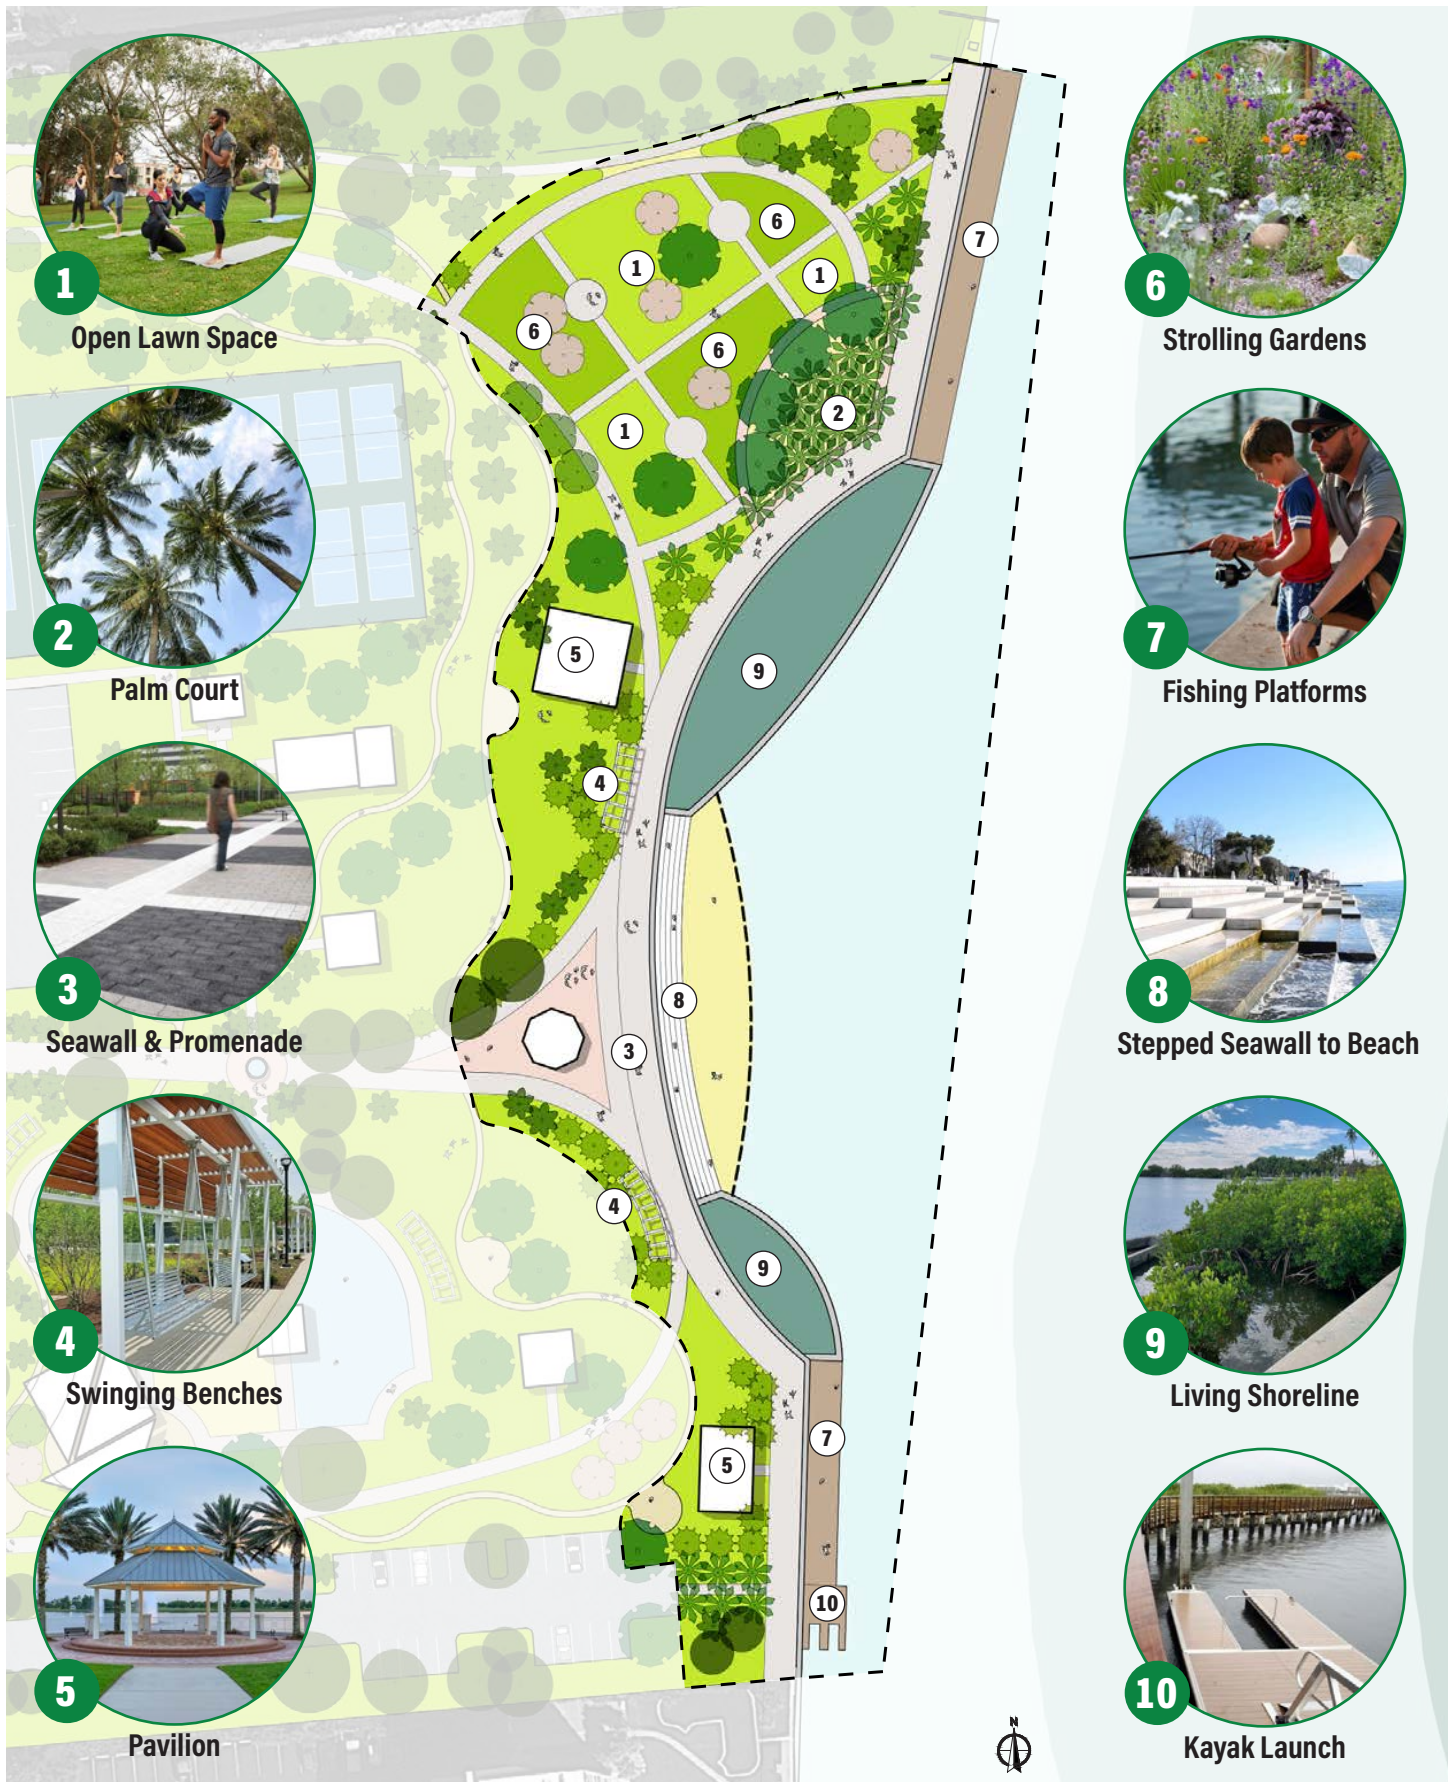 1
Open Lawn Space
2
Palm Court
3
Seawall & Promenade
4
Swinging Benches
5
Pavilion
6
7
1
1
6
6
2
1
5
9
4
8
3
4
9
7
5
10
N
6
Strolling Gardens
7
Fishing Platforms
8
Stepped Seawall to Beach
9
Living Shoreline
10
Kayak Launch